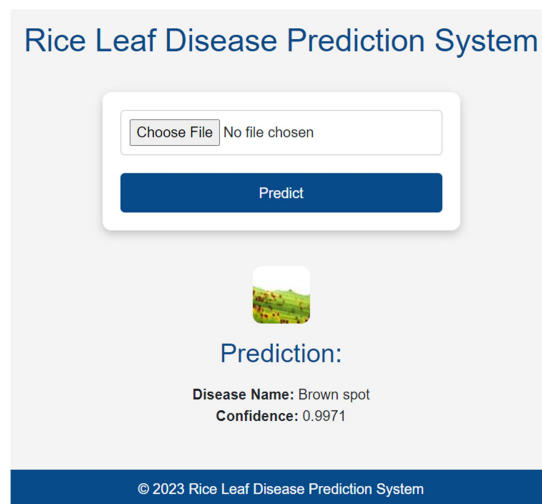 Rice Leaf Disease Prediction System
Choose File No file chosen
Predict
Prediction:
Disease Name: Brown spot
Confidence: 0.9971
© 2023 Rice Leaf Disease Prediction System